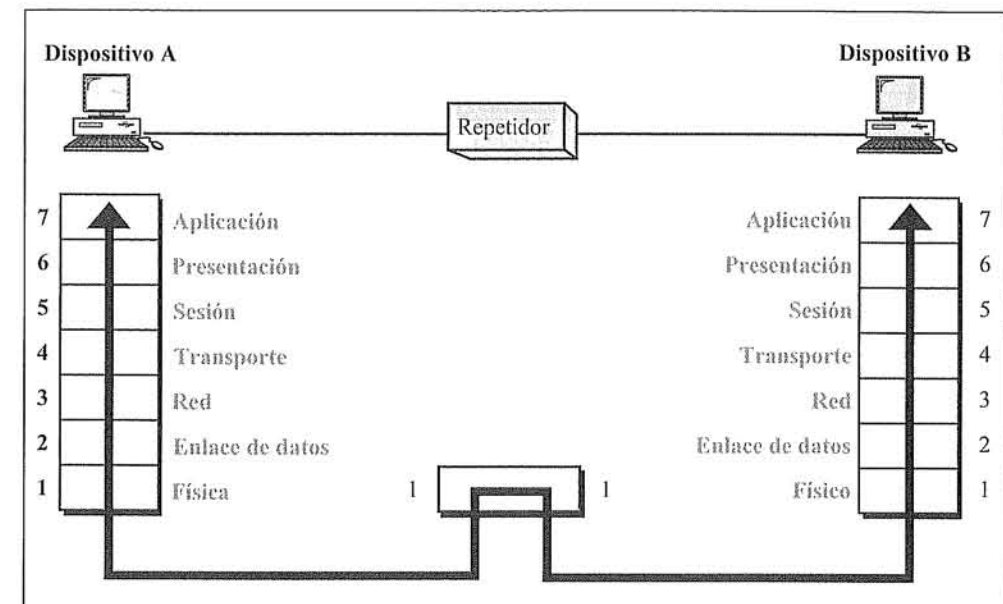 Dispositivo A Dispositivo B
Repetidor
7 Aplicación Aplicación 7
6 Presentación Presentación 6
5 Sesión Sesión 5
4 Transporte Transporte 4
3 Red Red 3
2 Enlace de datos Enlace de datos 2
1 Física 1 1 Físico 1